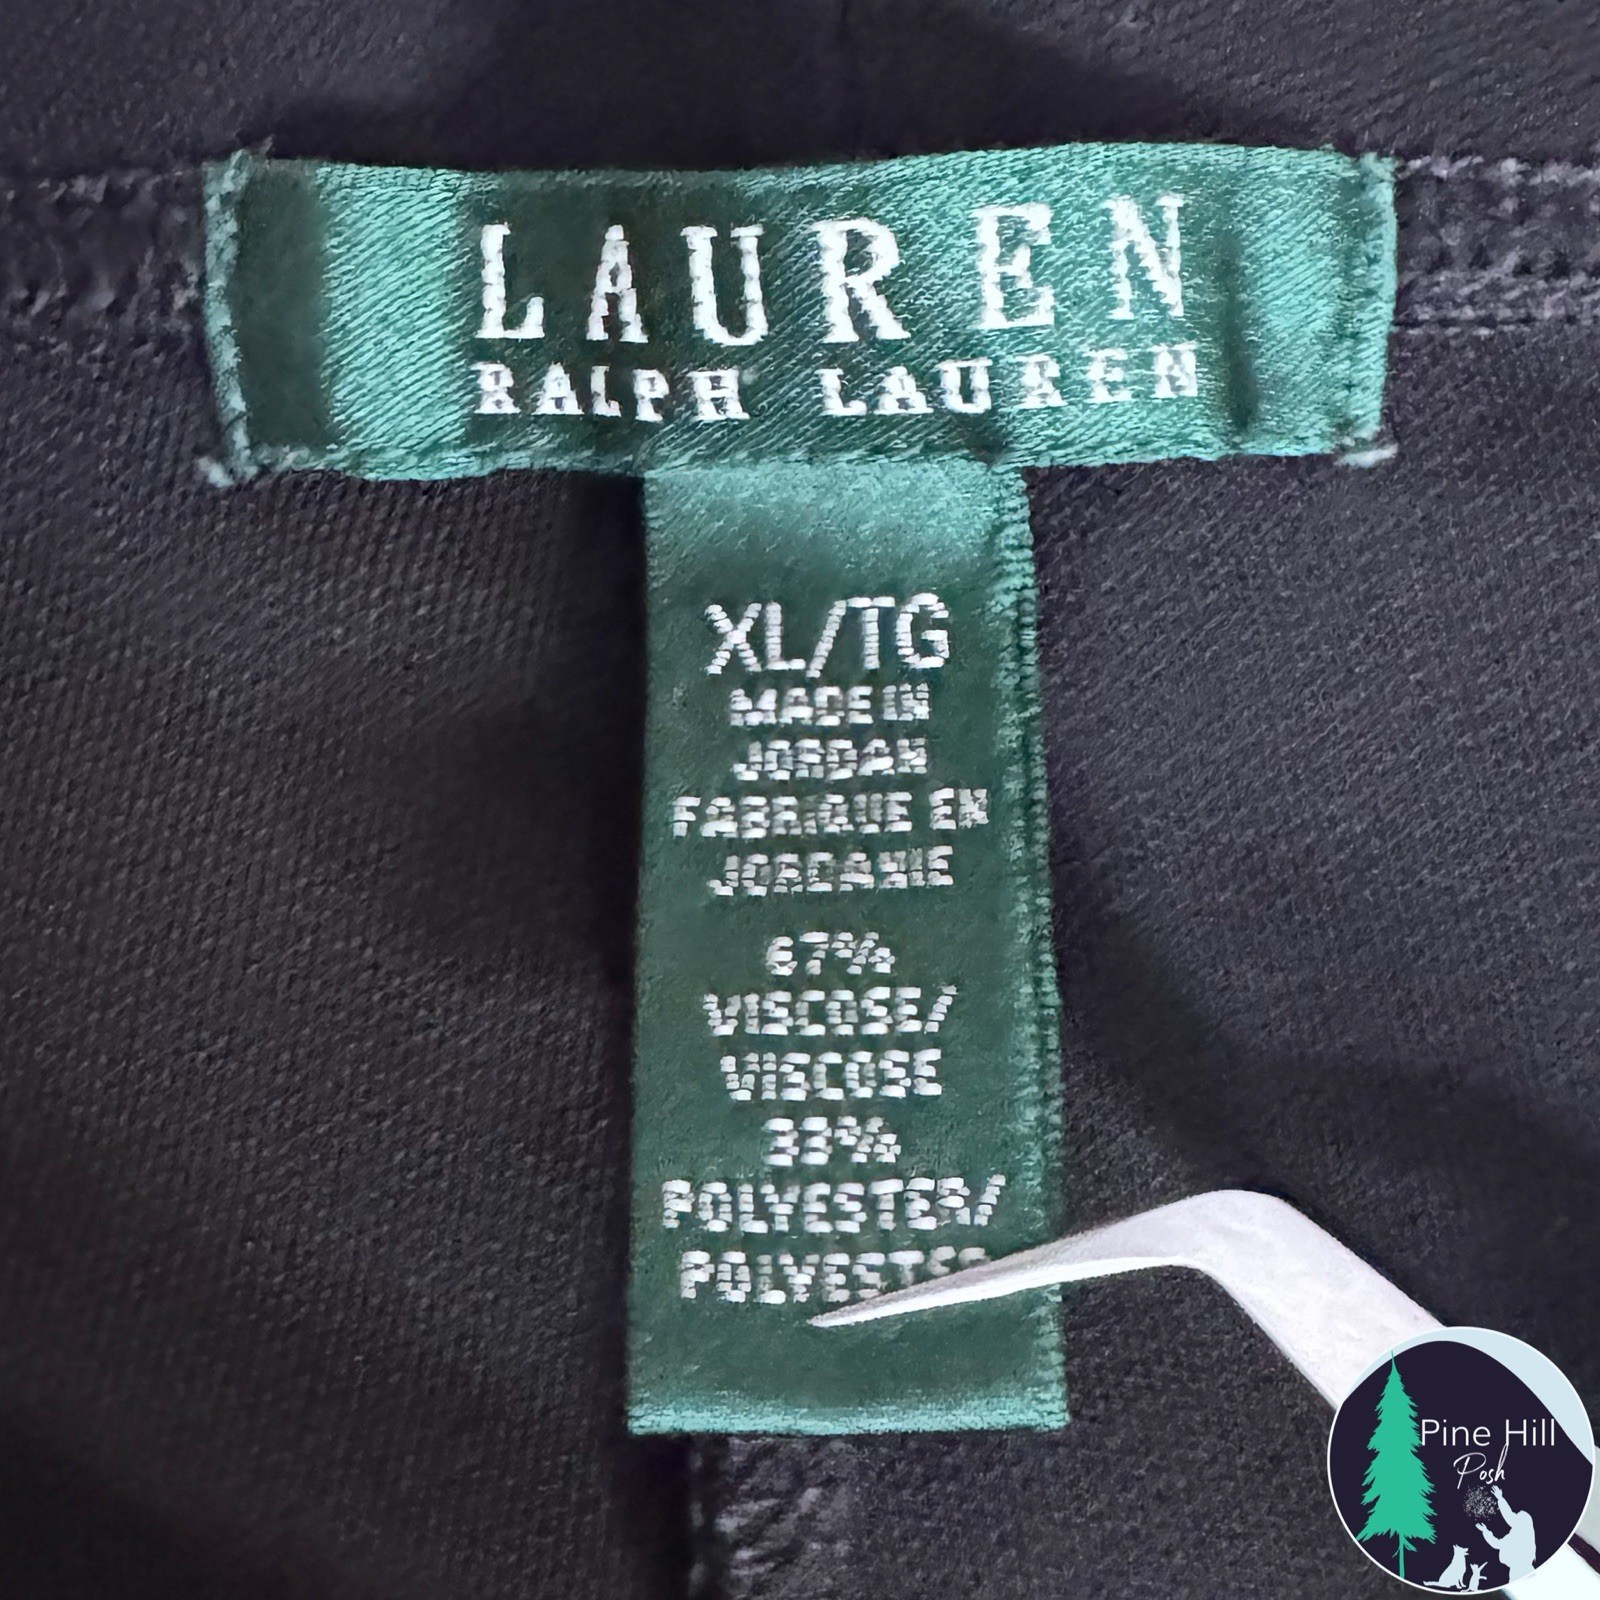 LAUREN
RALPH LAUREN
XL/TG
MADE IN
JORDAN
FABRIQUE EN
JORDANIE
67%
VISCOSE/
VISCOSE
33%
POLYESTER/
POLYESTER
Pine Hill
Posh